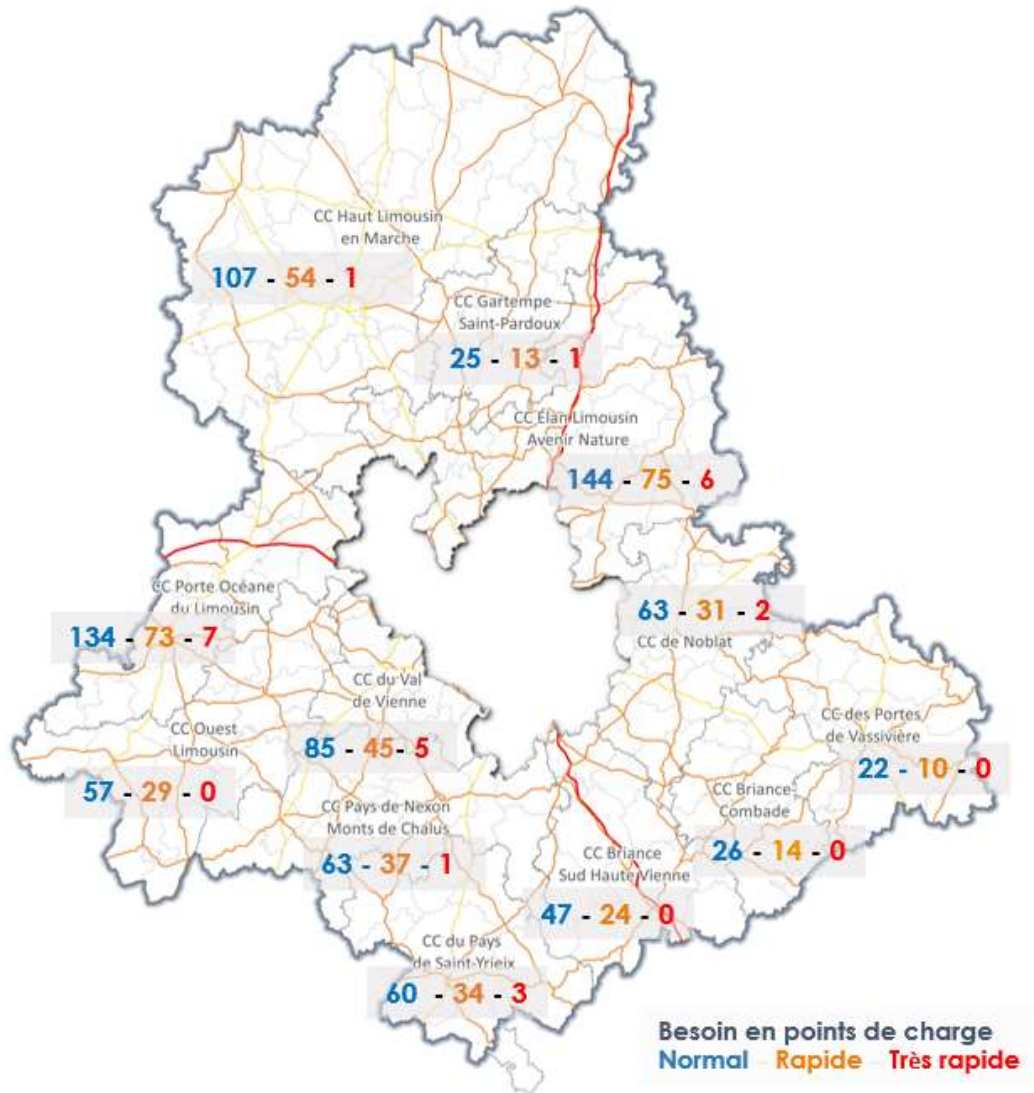 CC Haut Limousin
en Marche
107 - 54 - 1
CC Gartempe
Saint-Pardoux
25 - 13 - 1
CC Élan Limousin
Avenir Nature
144 - 75 - 6
CC Porte Océane
du Limousin
134 - 73 - 7
63 - 31 - 2
CC de Noblat
CC du Val
de Vienne
85 - 45 - 5
CC Ouest
Limousin
57 - 29 - 0
CC des Portes
de Vassivière
22 - 10 - 0
CC Pays de Nexon
Monts de Chalus
63 - 37 - 1
CC Briance
Combade
26 - 14 - 0
CC Briance
Sud Haute Vienne
47 - 24 - 0
CC du Pays
de Saint-Yrieix
60 - 34 - 3
Besoin en points de charge
Normal - Rapide - Très rapide